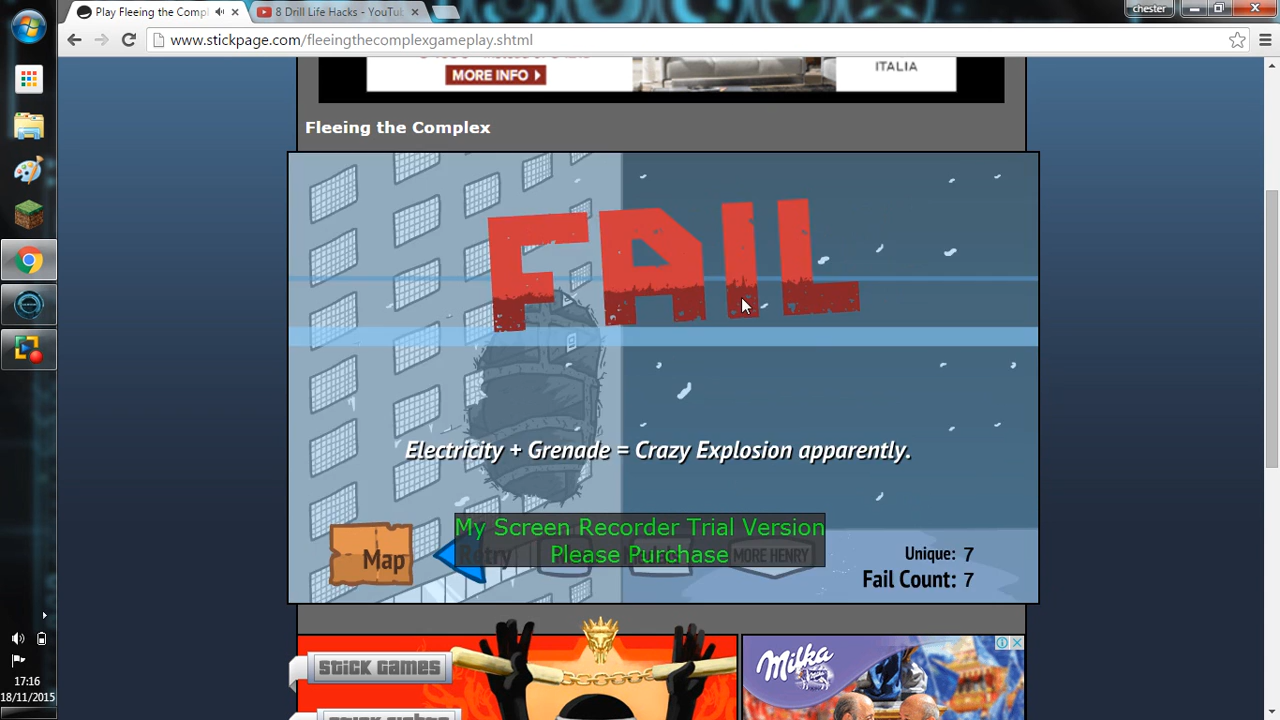 Play Fleeing the Compl
8 Drill Life Hacks - YouTu
chester
www.stickpage.com/fleeingthecomplexgameplay.shtml
MORE INFO
ITALIA
Fleeing the Complex
FAIL
Electricity + Grenade = Crazy Explosion apparently.
My Screen Recorder Trial Version
Please Purchase
Map
Retry
MORE HENRY
Unique: 7
Fail Count: 7
STICK GAMES
Milka
17:16
18/11/2015